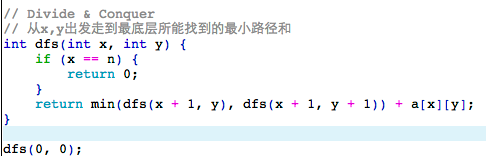 // Divide & Conquer
// 从x,y出发走到最底层所能找到的最小路径和
int dfs(int x, int y) {
    if (x == n) {
        return 0;
    }
    return min(dfs(x + 1, y), dfs(x + 1, y + 1)) + a[x][y];
}
dfs(0, 0);